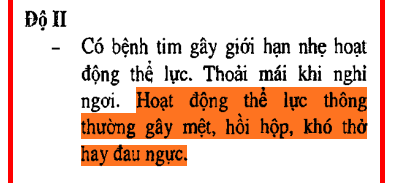 Độ II
– Có bệnh tim gây giới hạn nhẹ hoạt
động thể lực. Thoải mái khi nghỉ
ngơi. Hoạt động thể lực thông
thường gây mệt, hồi hộp, khó thở
hay đau ngực.